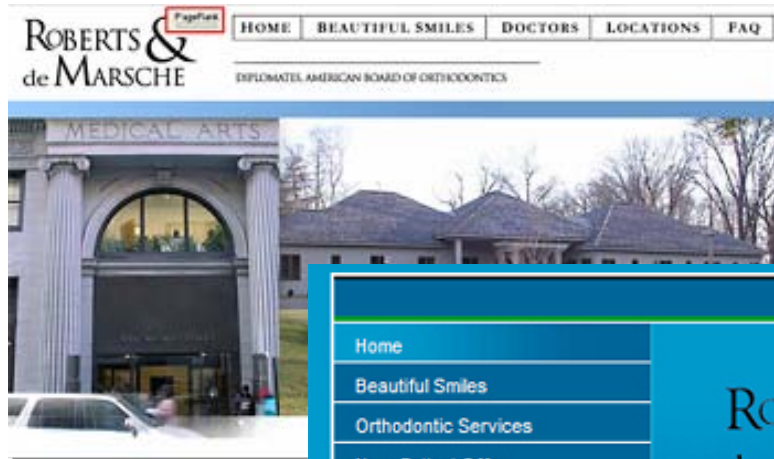 PageRank
ROBERTS &
de MARSCHE
HOME BEAUTIFUL SMILES DOCTORS LOCATIONS FAQ
DIPLOMATES, AMERICAN BOARD OF ORTHODONTICS
MEDICAL ARTS
Home
Beautiful Smiles
Orthodontic Services